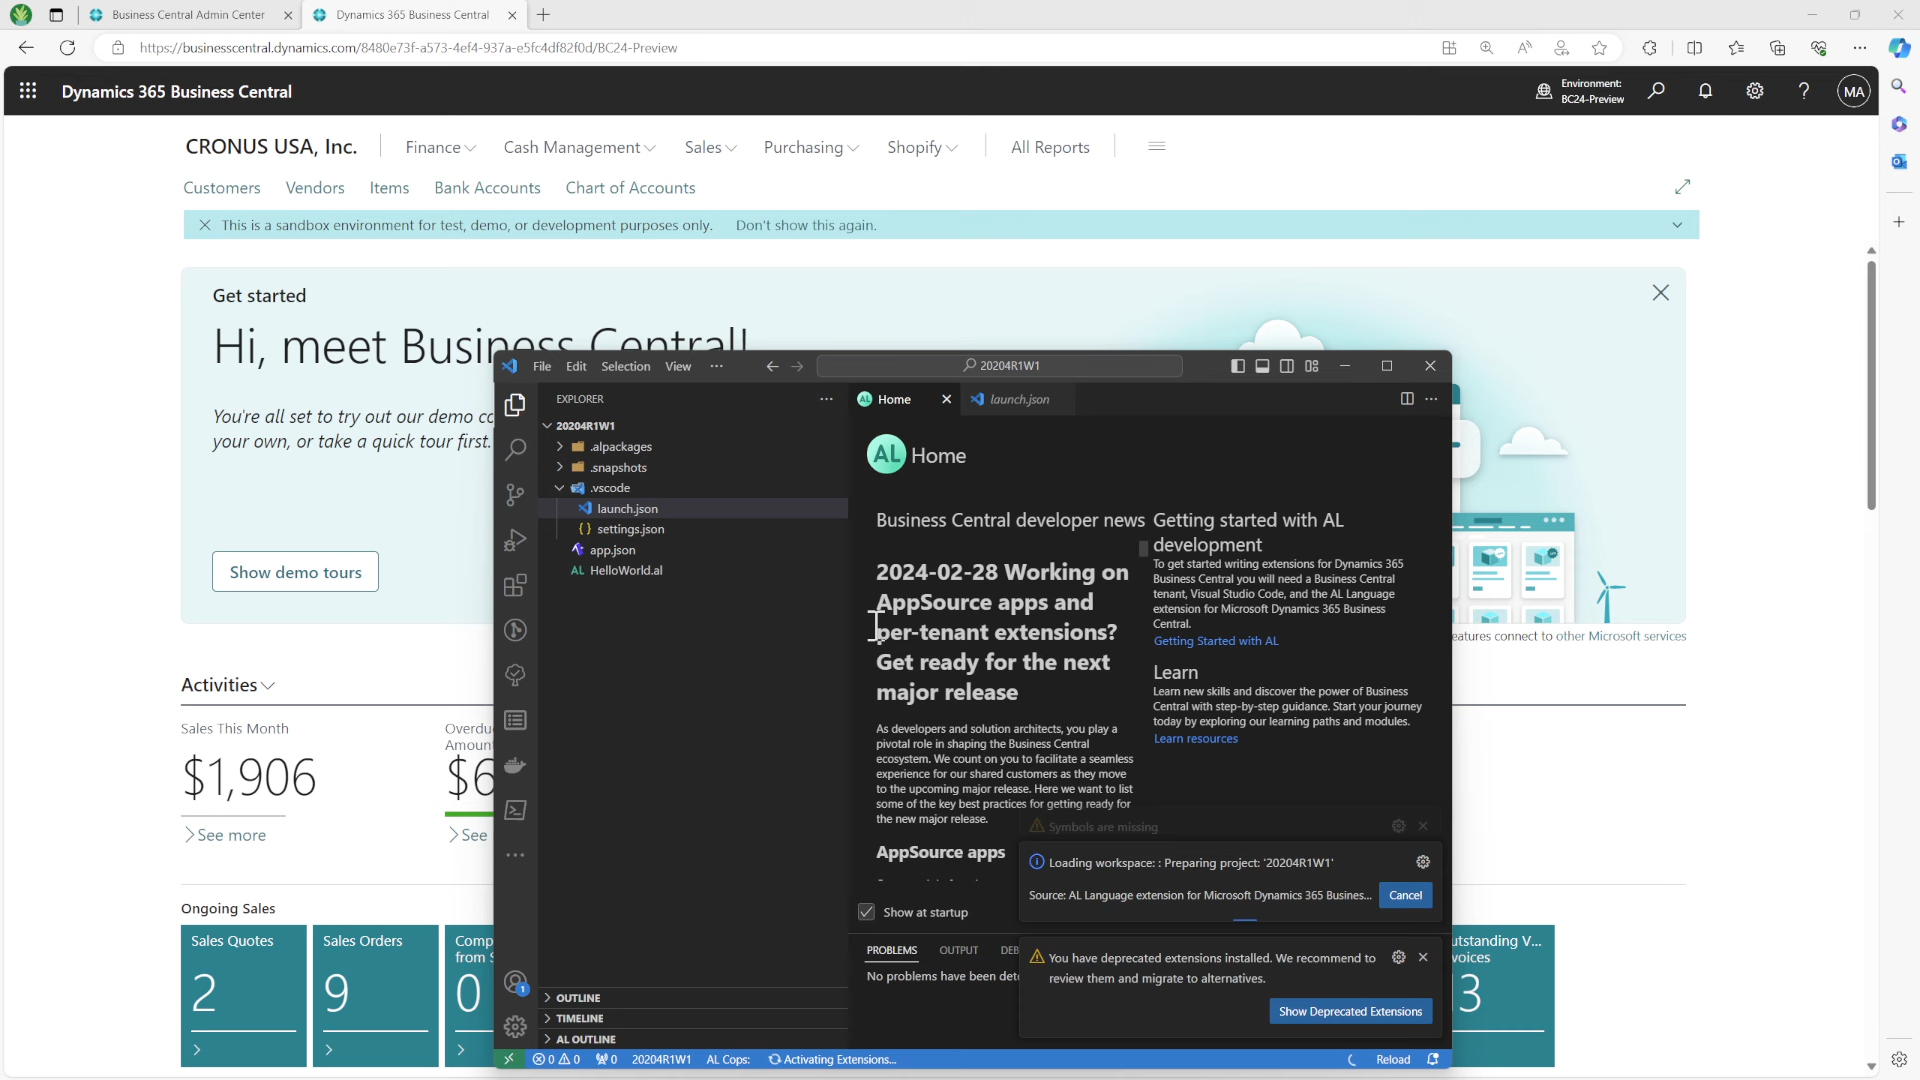 Business Central Admin Center
Dynamics 365 Business Central
https://businesscentral.dynamics.com/8480e73f-a573-4ef4-937a-e5fc4df82f0d/BC24-Preview
Dynamics 365 Business Central
Environment:
BC24-Preview
MA
CRONUS USA, Inc.
Finance
Cash Management
Sales
Purchasing
Shopify
All Reports
Customers
Vendors
Items
Bank Accounts
Chart of Accounts
This is a sandbox environment for test, demo, or development purposes only.
Don't show this again.
Get started
Hi, meet Business Central!
You're all set to try out our demo co
your own, or take a quick tour first.
Show demo tours
eatures connect to other Microsoft services
Activities
Sales This Month
$1,906
See more
Overdu
Amoun
$6
See
Ongoing Sales
Sales Quotes
2
Sales Orders
9
Comp
from S
0
utstanding V...
voices
3
File
Edit
Selection
View
20204R1W1
EXPLORER
20204R1W1
.alpackages
.snapshots
.vscode
launch.json
settings.json
app.json
AL HelloWorld.al
OUTLINE
TIMELINE
AL OUTLINE
1
AL Home
launch.json
AL Home
Business Central developer news
2024-02-28 Working on
AppSource apps and
per-tenant extensions?
Get ready for the next
major release
As developers and solution architects, you play a
pivotal role in shaping the Business Central
ecosystem. We count on you to facilitate a seamless
experience for our shared customers as they move
to the upcoming major release. Here we want to list
some of the key best practices for getting ready for
the new major release.
AppSource apps
Getting started with AL
development
To get started writing extensions for Dynamics 365
Business Central you will need a Business Central
tenant, Visual Studio Code, and the AL Language
extension for Microsoft Dynamics 365 Business
Central.
Getting Started with AL
Learn
Learn new skills and discover the power of Business
Central with step-by-step guidance. Start your journey
today by exploring our learning paths and modules.
Learn resources
Show at startup
Symbols are missing
Loading workspace: : Preparing project: '20204R1W1'
Source: AL Language extension for Microsoft Dynamics 365 Busines...
Cancel
PROBLEMS
OUTPUT
DEB
No problems have been dete
You have deprecated extensions installed. We recommend to
review them and migrate to alternatives.
Show Deprecated Extensions
0 0
0
20204R1W1
AL Cops:
Activating Extensions...
Reload